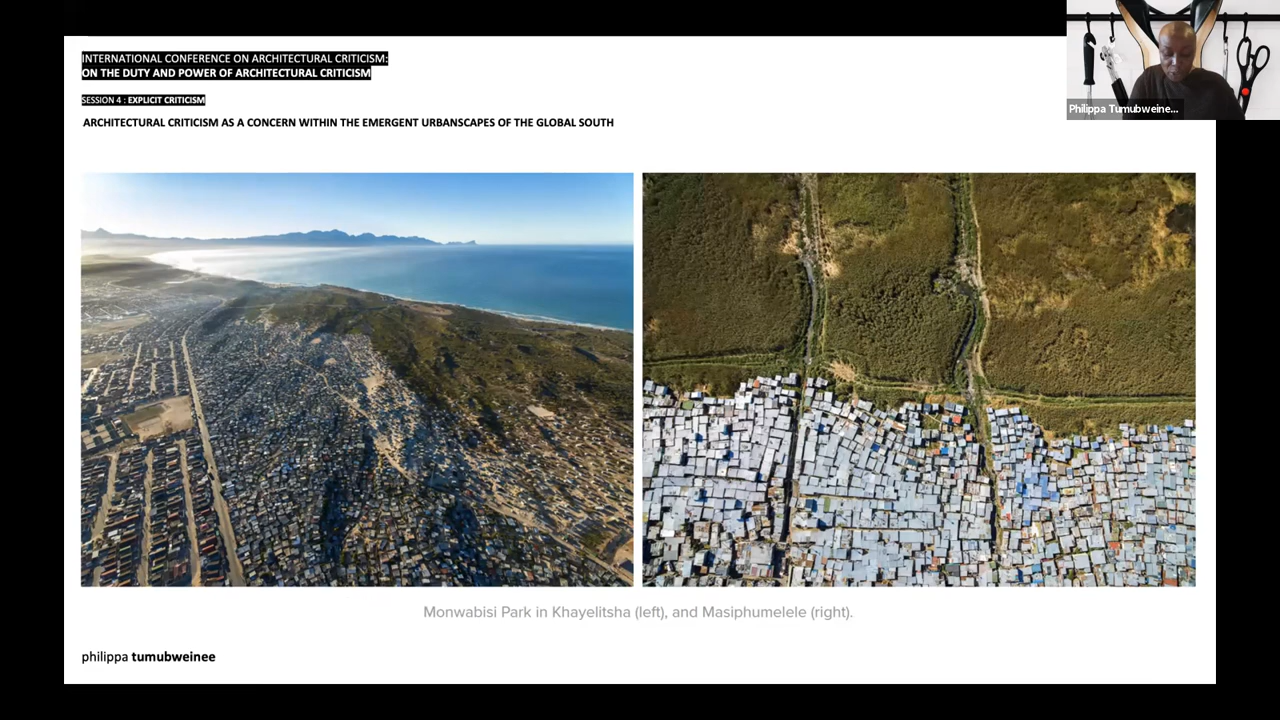 INTERNATIONAL CONFERENCE ON ARCHITECTURAL CRITICISM:
ON THE DUTY AND POWER OF ARCHITECTURAL CRITICISM
SESSION 4 : EXPLICIT CRITICISM
ARCHITECTURAL CRITICISM AS A CONCERN WITHIN THE EMERGENT URBANSCAPES OF THE GLOBAL SOUTH
Philippa Tumubweine...
Monwabisi Park in Khayelitsha (left), and Masiphumelele (right).
philippa tumubweinee